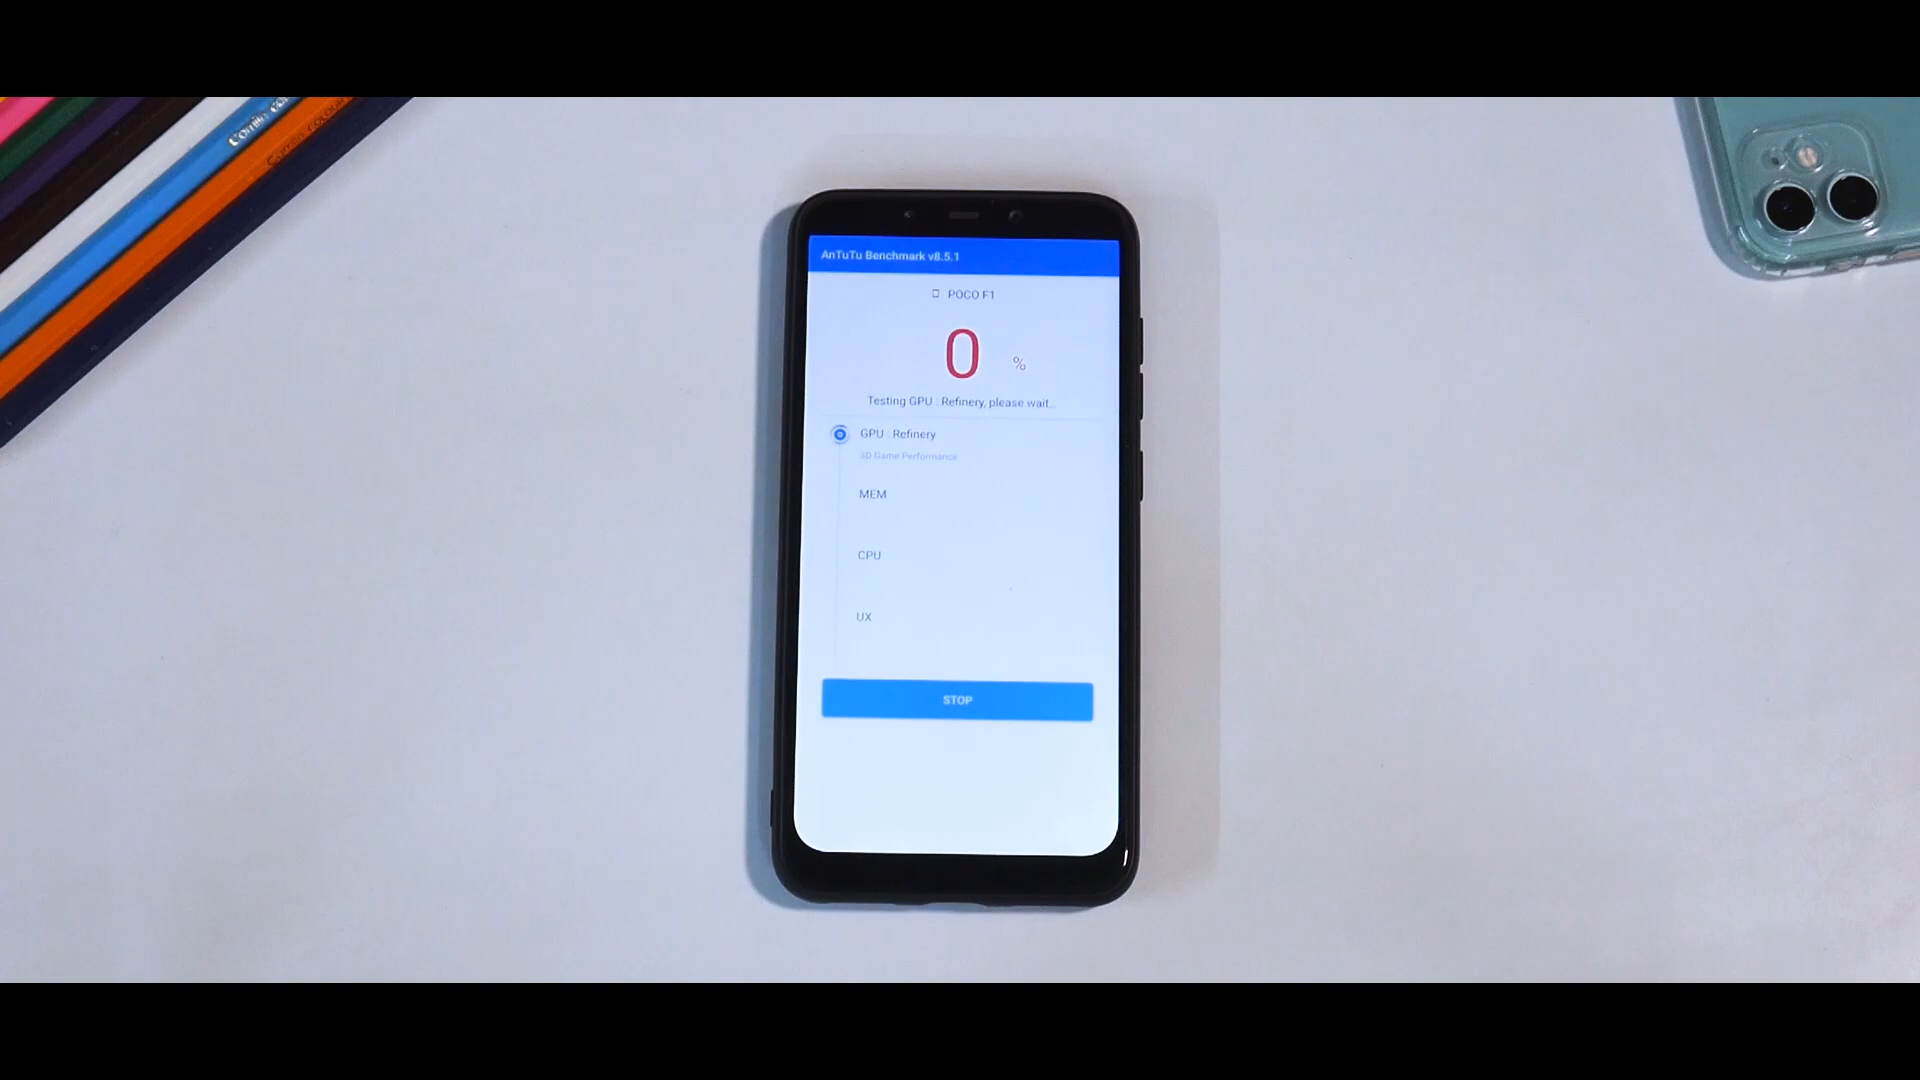 AnTuTu Benchmark v8.5.1
POCO F1
0 %
Testing GPU : Refinery, please wait...
GPU : Refinery
3D Game Performance
MEM
CPU
UX
STOP